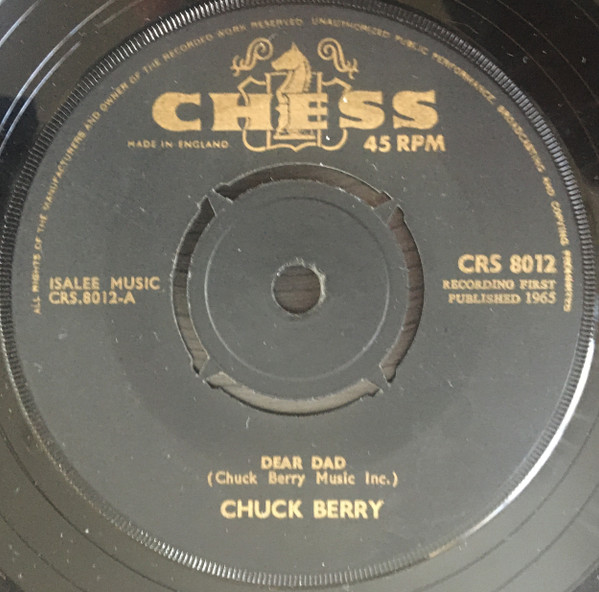 ALL RIGHTS OF THE MANUFACTURERS AND OWNER OF THE RECORDED WORK RESERVED. UNAUTHORIZED PUBLIC PERFORMANCE, BROADCASTING AND COPYING PROHIBITED
CHESS
MADE IN ENGLAND
45 RPM
ISALEE MUSIC
CRS.8012-A
CRS 8012
RECORDING FIRST
PUBLISHED 1965
DEAR DAD
(Chuck Berry Music Inc.)
CHUCK BERRY